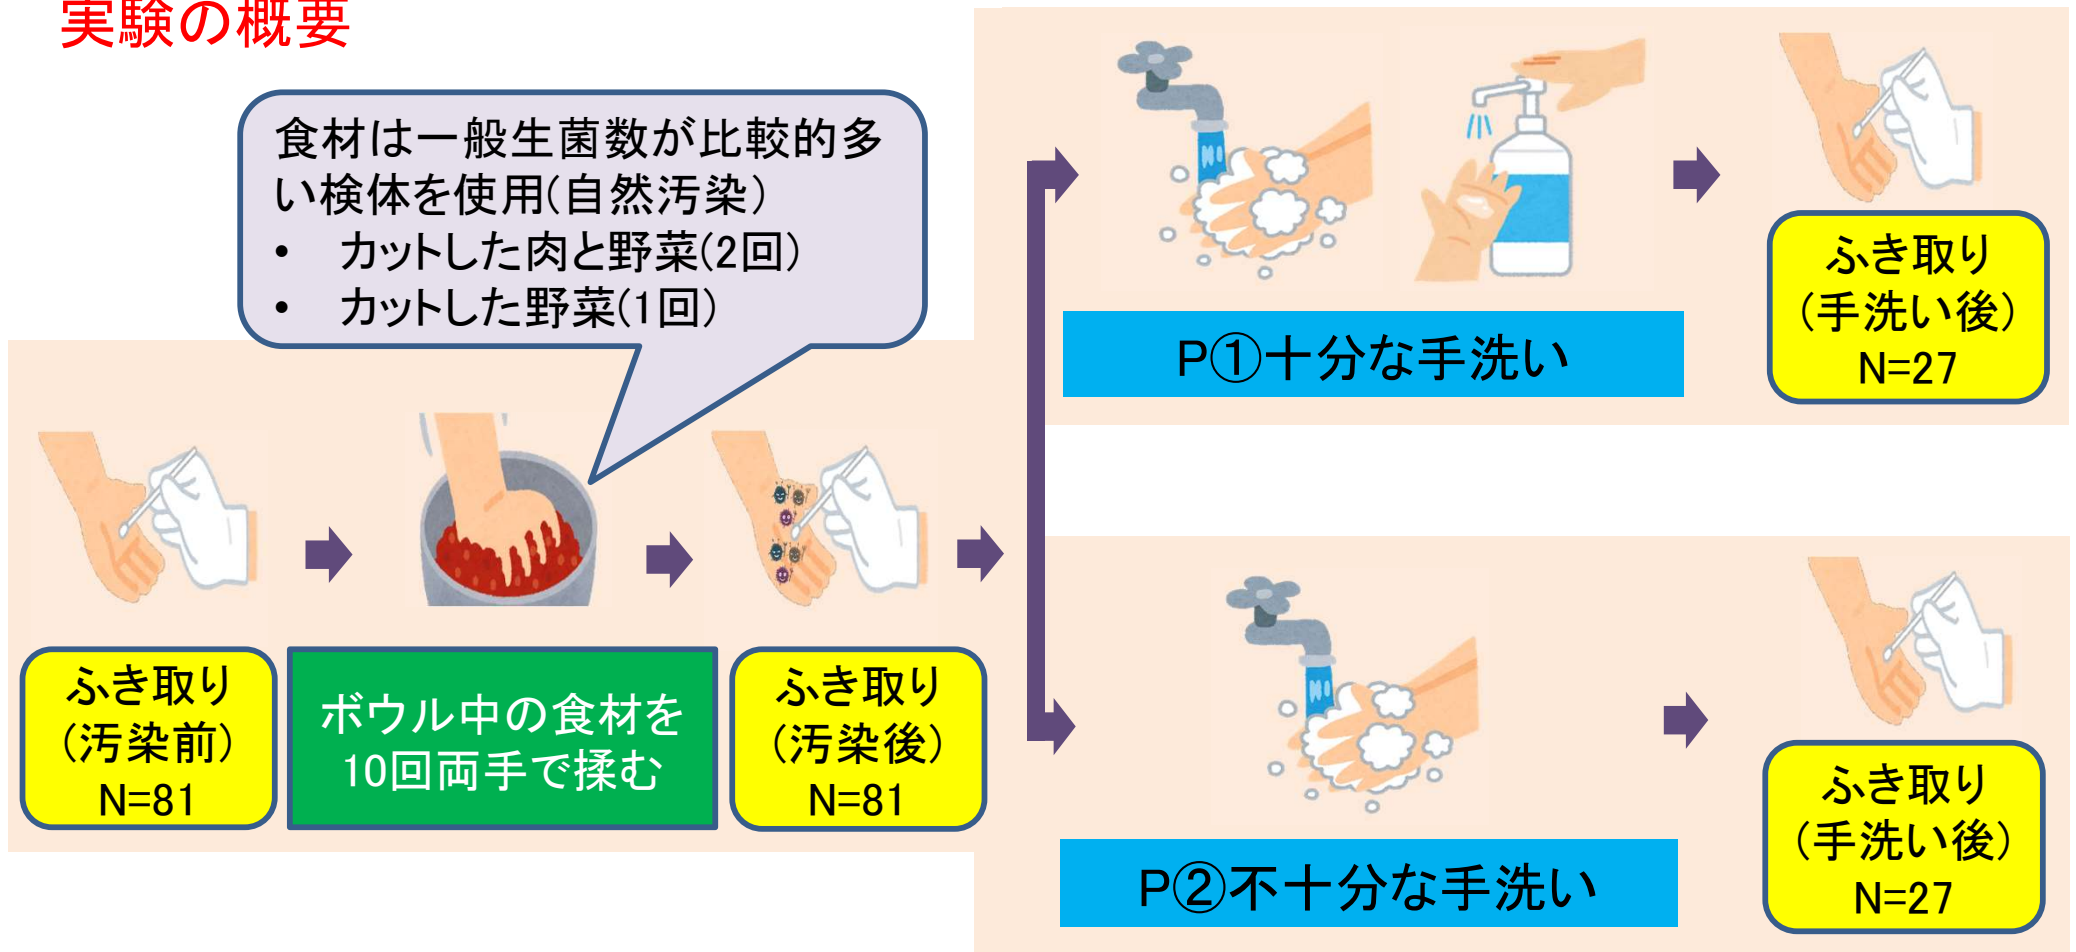 実験の概要
食材は一般生菌数が比較的多
い検体を使用(自然汚染)
• カットした肉と野菜(2回)
• カットした野菜(1回)
ふき取り
(汚染前)
N=81
ボウル中の食材を
10回両手で揉む
ふき取り
(汚染後)
N=81
P①十分な手洗い
ふき取り
(手洗い後)
N=27
P②不十分な手洗い
ふき取り
(手洗い後)
N=27